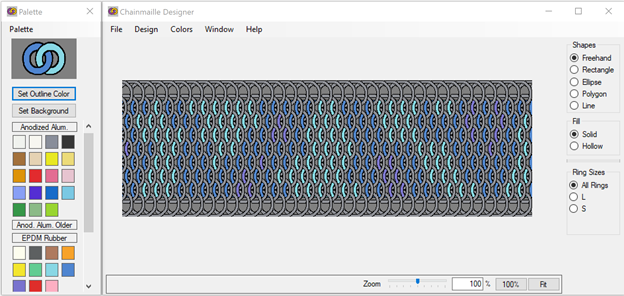 Palette
Palette
Set Outline Color
Set Background
Anodized Alum.
Anod. Alum. Older
EPDM Rubber
Chainmaille Designer
File Design Colors Window Help
Shapes
Freehand
Rectangle
Ellipse
Polygon
Line
Fill
Solid
Hollow
Ring Sizes
All Rings
L
S
Zoom 100 % 100% Fit